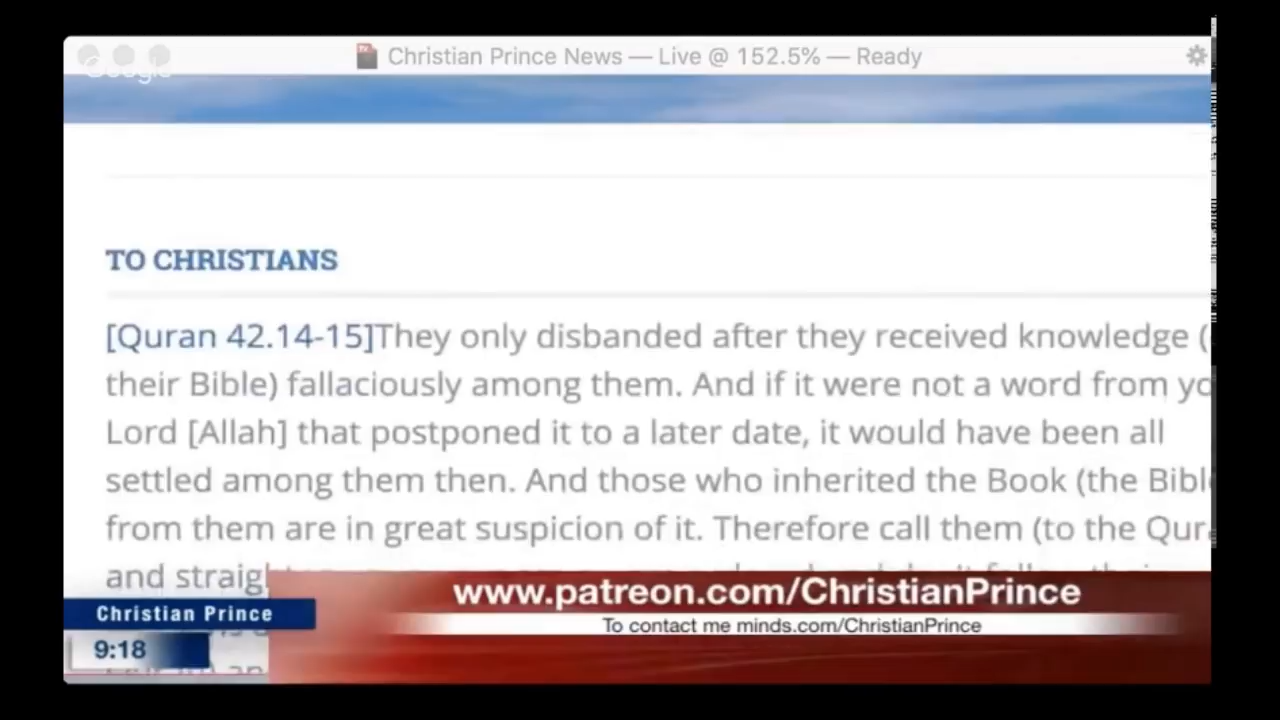 Christian Prince News — Live @ 152.5% — Ready
Google
TO CHRISTIANS
[Quran 42.14-15]They only disbanded after they received knowledge (
their Bible) fallaciously among them. And if it were not a word from yo
Lord [Allah] that postponed it to a later date, it would have been all
settled among them then. And those who inherited the Book (the Bibl
from them are in great suspicion of it. Therefore call them (to the Qur
and straig
www.patreon.com/ChristianPrince
Christian Prince
To contact me minds.com/ChristianPrince
9:18